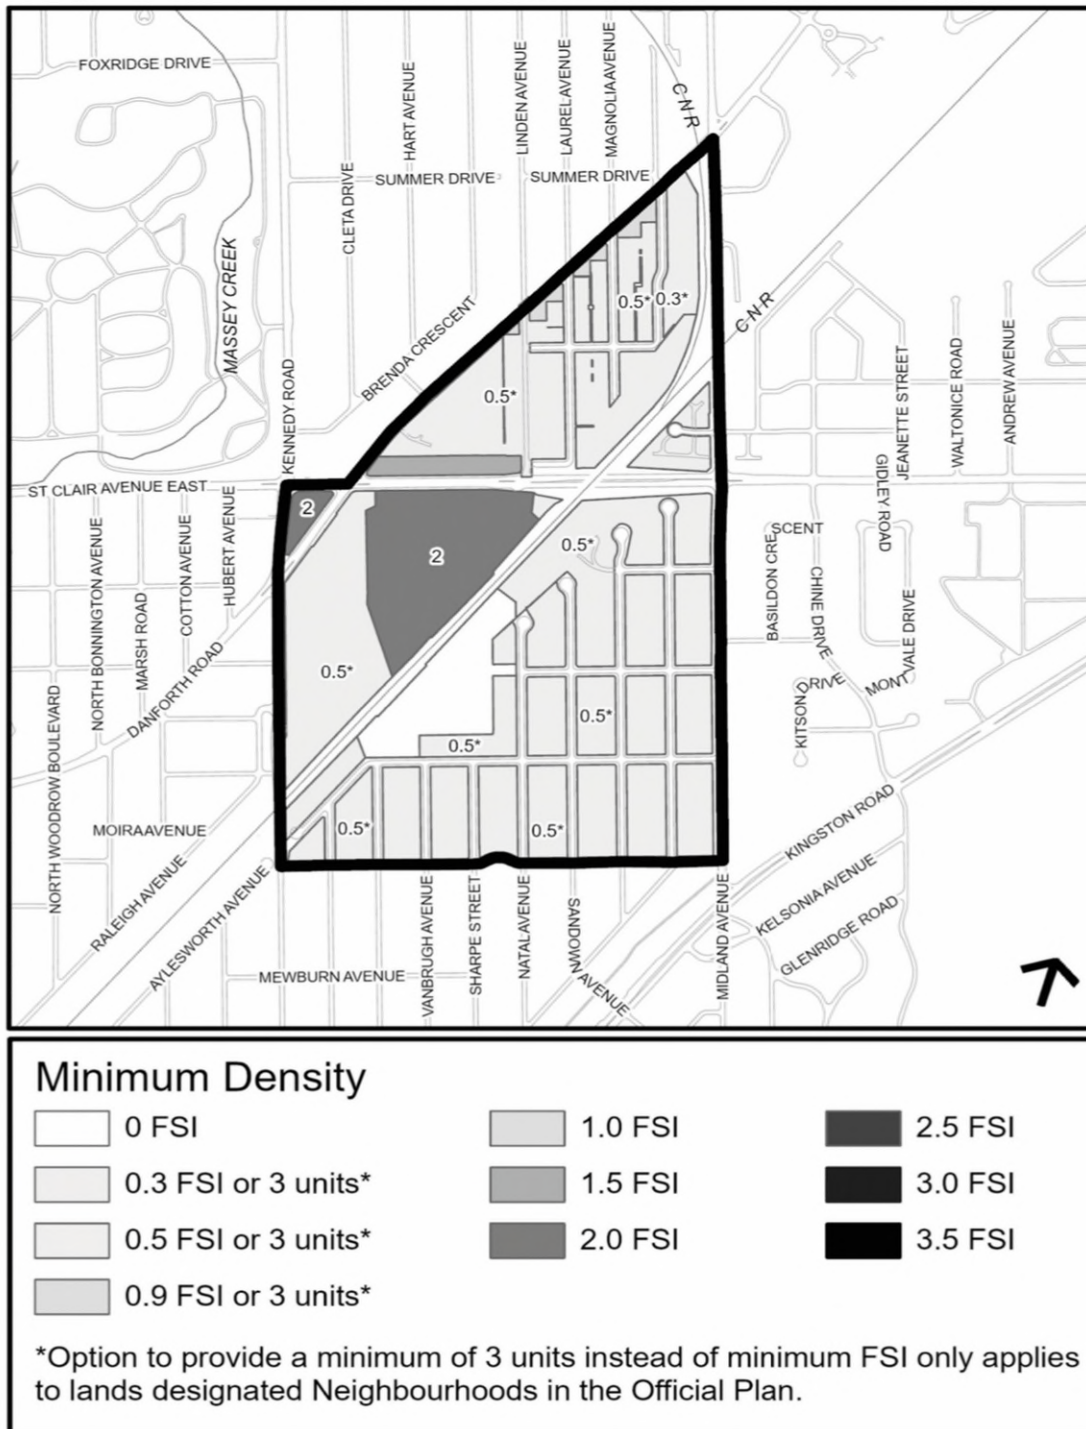 FOXRIDGE DRIVE
HART AVENUE
LINDEN AVENUE
LAUREL AVENUE
MAGNOLIA AVENUE
C N R
CLETA DRIVE
SUMMER DRIVE
SUMMER DRIVE
MASSEY CREEK
0.5*
0.3*
C N R
BRENDA CRESCENT
KENNEDY ROAD
0.5*
JEANETTE STREET
WALTONICE ROAD
ANDREW AVENUE
ST CLAIR AVENUE EAST
HUBERT AVENUE
2
GIDLEY ROAD
NORTH BONNINGTON AVENUE
COTTON AVENUE
MARSH ROAD
2
0.5*
BASILDON CRE
SCENT
CHINE DRIVE
VALE DRIVE
DANFORTH ROAD
0.5*
KITSON
DRIVE
MONT
NORTH WOODROW BOULEVARD
0.5*
0.5*
MOIRA AVENUE
0.5*
0.5*
KINGSTON ROAD
RALEIGH AVENUE
AYLESWORTH AVENUE
VANBRUGH AVENUE
SHARPE STREET
NATAL AVENUE
SANDOWN AVENUE
MIDLAND AVENUE
KELSONIA AVENUE
GLENRIDGE ROAD
MEWBURN AVENUE
Minimum Density
0 FSI
0.3 FSI or 3 units*
0.5 FSI or 3 units*
0.9 FSI or 3 units*
1.0 FSI
1.5 FSI
2.0 FSI
2.5 FSI
3.0 FSI
3.5 FSI
*Option to provide a minimum of 3 units instead of minimum FSI only applies
to lands designated Neighbourhoods in the Official Plan.